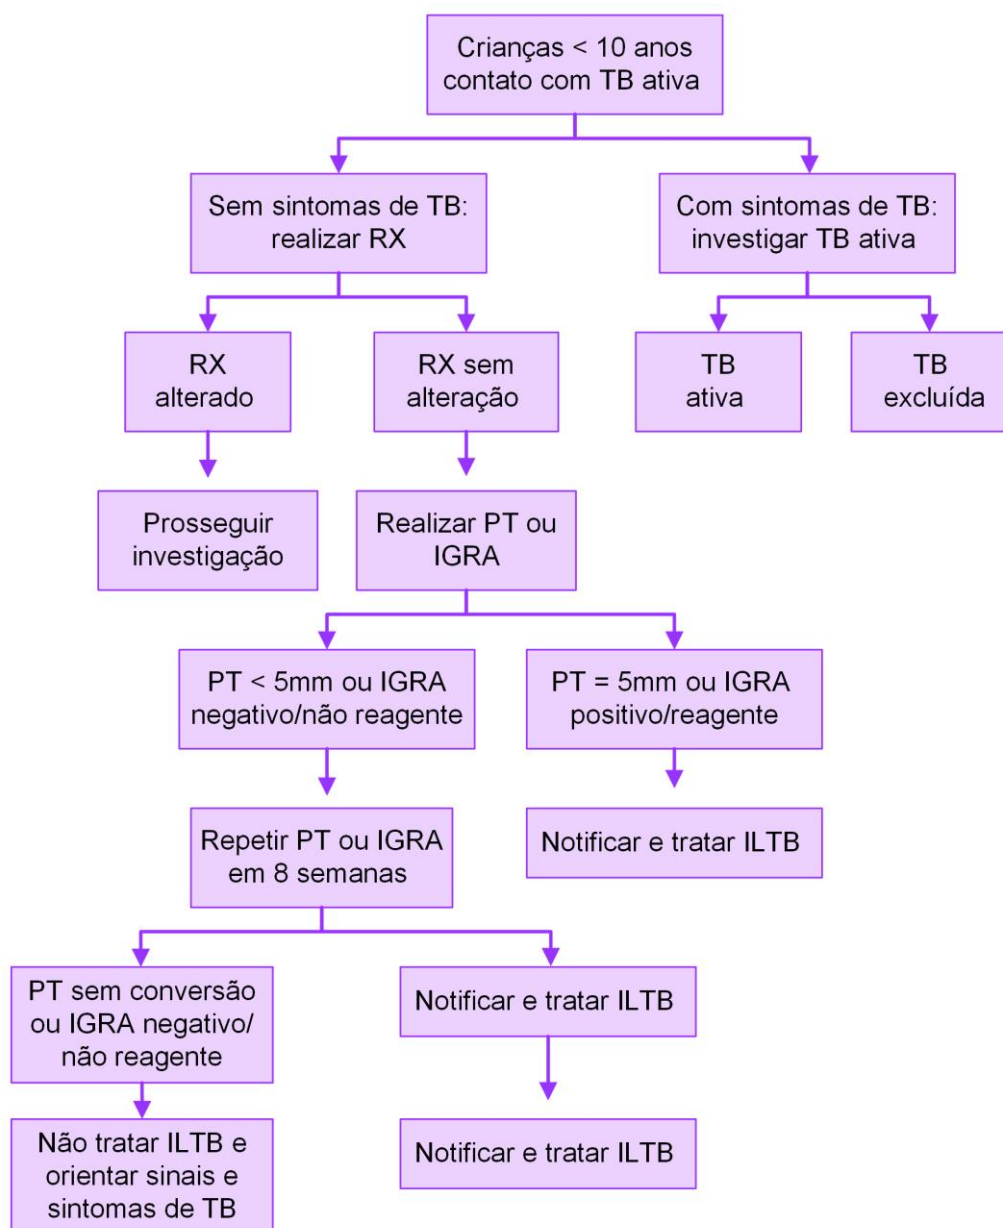 Crianças < 10 anos
contato com TB ativa
Sem sintomas de TB:
realizar RX
Com sintomas de TB:
investigar TB ativa
RX
alterado
RX sem
alteração
TB
ativa
TB
excluída
Prosseguir
investigação
Realizar PT ou
IGRA
PT < 5mm ou IGRA
negativo/não reagente
PT = 5mm ou IGRA
positivo/reagente
Repetir PT ou IGRA
em 8 semanas
Notificar e tratar ILTB
PT sem conversão
ou IGRA negativo/
não reagente
Notificar e tratar ILTB
Não tratar ILTB e
orientar sinais e
sintomas de TB
Notificar e tratar ILTB